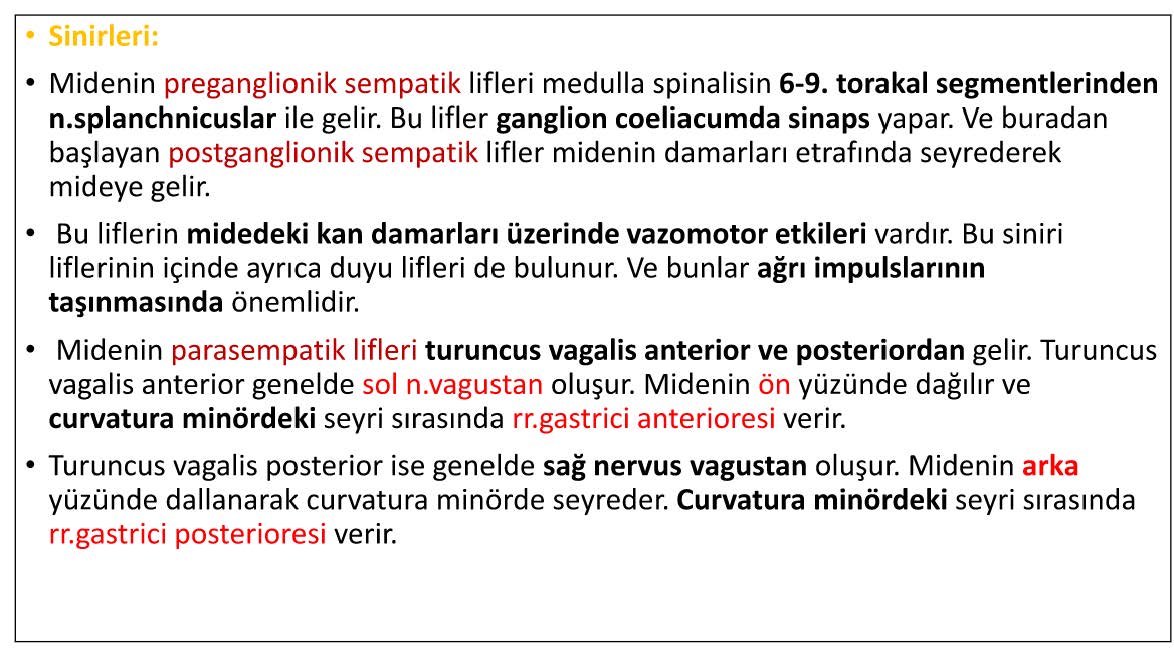 • Sinirleri:
• Midenin preganglionik sempatik lifleri medulla spinalisin 6-9. torakal segmentlerinden
n.splanchnicuslar ile gelir. Bu lifler ganglion coeliacumda sinaps yapar. Ve buradan
başlayan postganglionik sempatik lifler midenin damarları etrafında seyrederek
mideye gelir.
• Bu liflerin midedeki kan damarları üzerinde vazomotor etkileri vardır. Bu siniri
liflerinin içinde ayrıca duyu lifleri de bulunur. Ve bunlar ağrı impulslarının
taşınmasında önemlidir.
• Midenin parasempatik lifleri turuncus vagalis anterior ve posteriordan gelir. Turuncus
vagalis anterior genelde sol n.vagustan oluşur. Midenin ön yüzünde dağılır ve
curvatura minördeki seyri sırasında rr.gastrici anterioresi verir.
• Turuncus vagalis posterior ise genelde sağ nervus vagustan oluşur. Midenin arka
yüzünde dallanarak curvatura minörde seyreder. Curvatura minördeki seyri sırasında
rr.gastrici posterioresi verir.